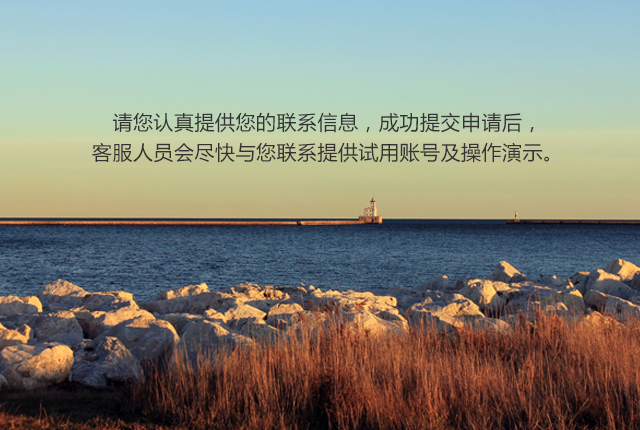 请您认真提供您的联系信息，成功提交申请后，
客服人员会尽快与您联系提供试用账号及操作演示。